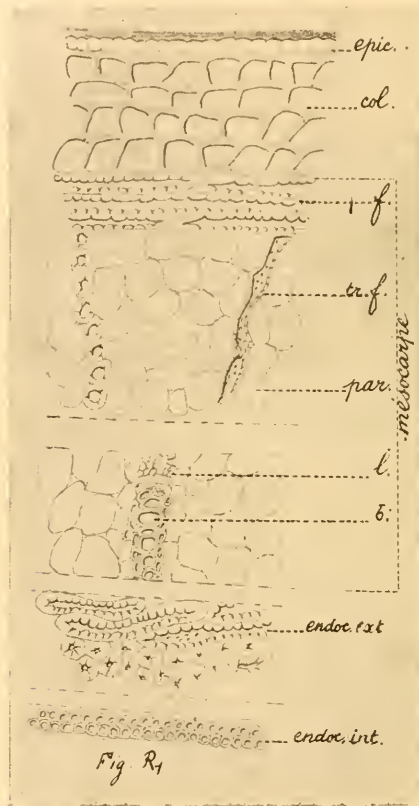 epic.
col.
f.
tr.f.
par.
mésocarpe
l.
endoc.ext
endoc.int.
Fig. R1